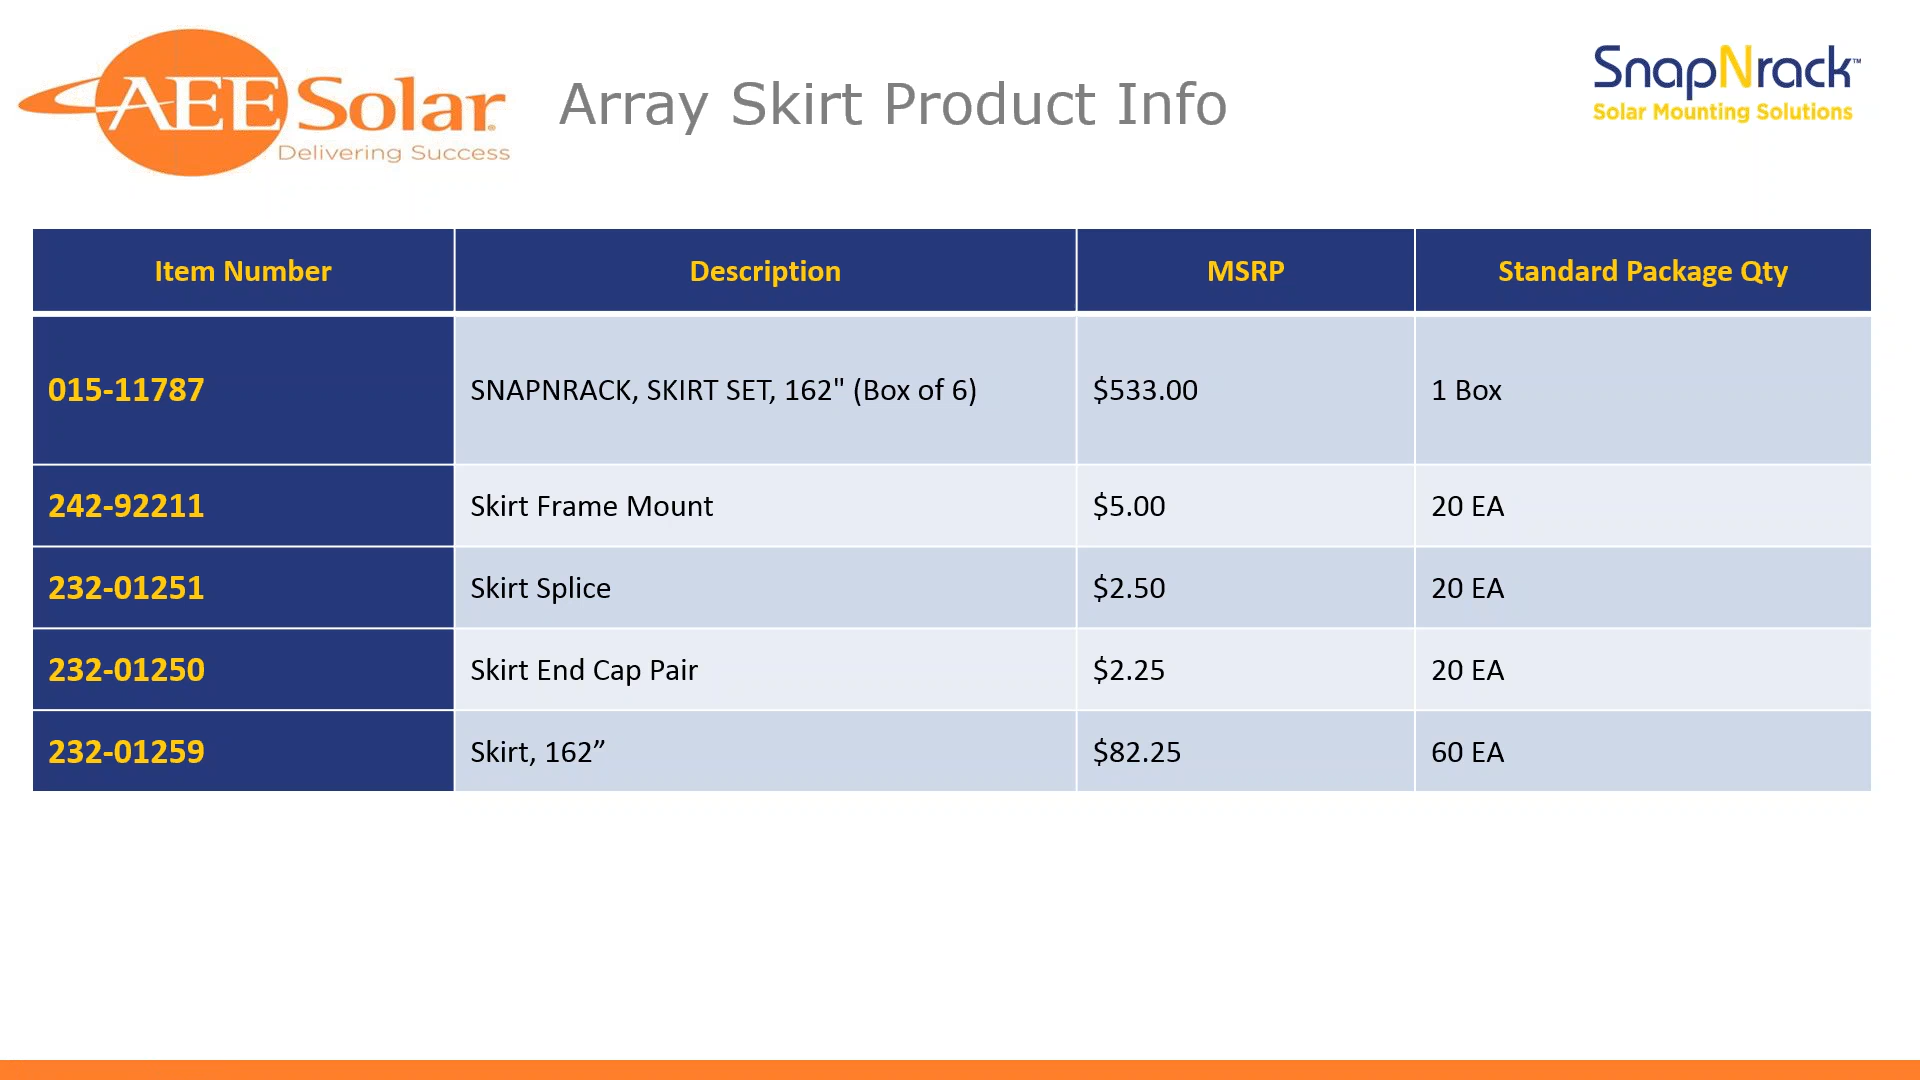 AEE Solar
Delivering Success
Array Skirt Product Info
SnapNrack™
Solar Mounting Solutions
Item Number Description MSRP Standard Package Qty
015-11787 SNAPNRACK, SKIRT SET, 162" (Box of 6) $533.00 1 Box
242-92211 Skirt Frame Mount $5.00 20 EA
232-01251 Skirt Splice $2.50 20 EA
232-01250 Skirt End Cap Pair $2.25 20 EA
232-01259 Skirt, 162” $82.25 60 EA